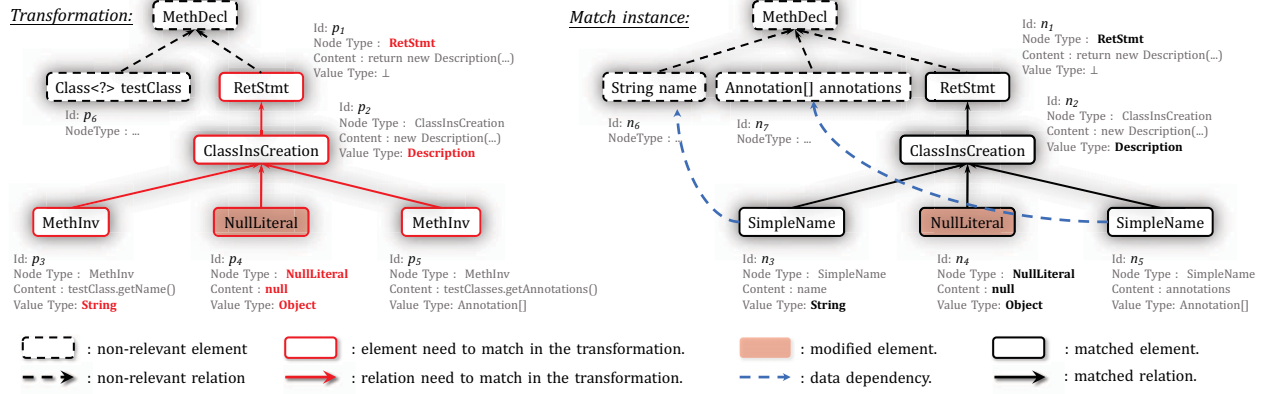 Transformation:
MethDecl
Id: p1
Node Type : RetStmt
Content : return new Description(...)
Value Type: ⊥
Class<?> testClass
RetStmt
Id: p6
NodeType : ...
Id: p2
Node Type : ClassInsCreation
Content : new Description(...)
Value Type: Description
ClassInsCreation
MethInv
NullLiteral
MethInv
Id: p3
Node Type : MethInv
Content : testClass.getName()
Value Type: String
Id: p4
Node Type : NullLiteral
Content : null
Value Type: Object
Id: p5
Node Type : MethInv
Content : testClasses.getAnnotations()
Value Type: Annotation[]
Match instance:
MethDecl
Id: n1
Node Type : RetStmt
Content : return new Description(...)
Value Type: ⊥
String name
Annotation[] annotations
RetStmt
Id: n6
NodeType : ..
Id: n7
NodeType : ...
Id: n2
Node Type : ClassInsCreation
Content : new Description(...)
Value Type: Description
ClassInsCreation
SimpleName
NullLiteral
SimpleName
Id: n3
Node Type : SimpleName
Content : name
Value Type: String
Id: n4
Node Type : NullLiteral
Content : null
Value Type: Object
Id: n5
Node Type : SimpleName
Content : annotations
Value Type: Annotation[]
: non-relevant element
: element need to match in the transformation.
: modified element.
: matched element.
: non-relevant relation
: relation need to match in the transformation.
: data dependency.
: matched relation.